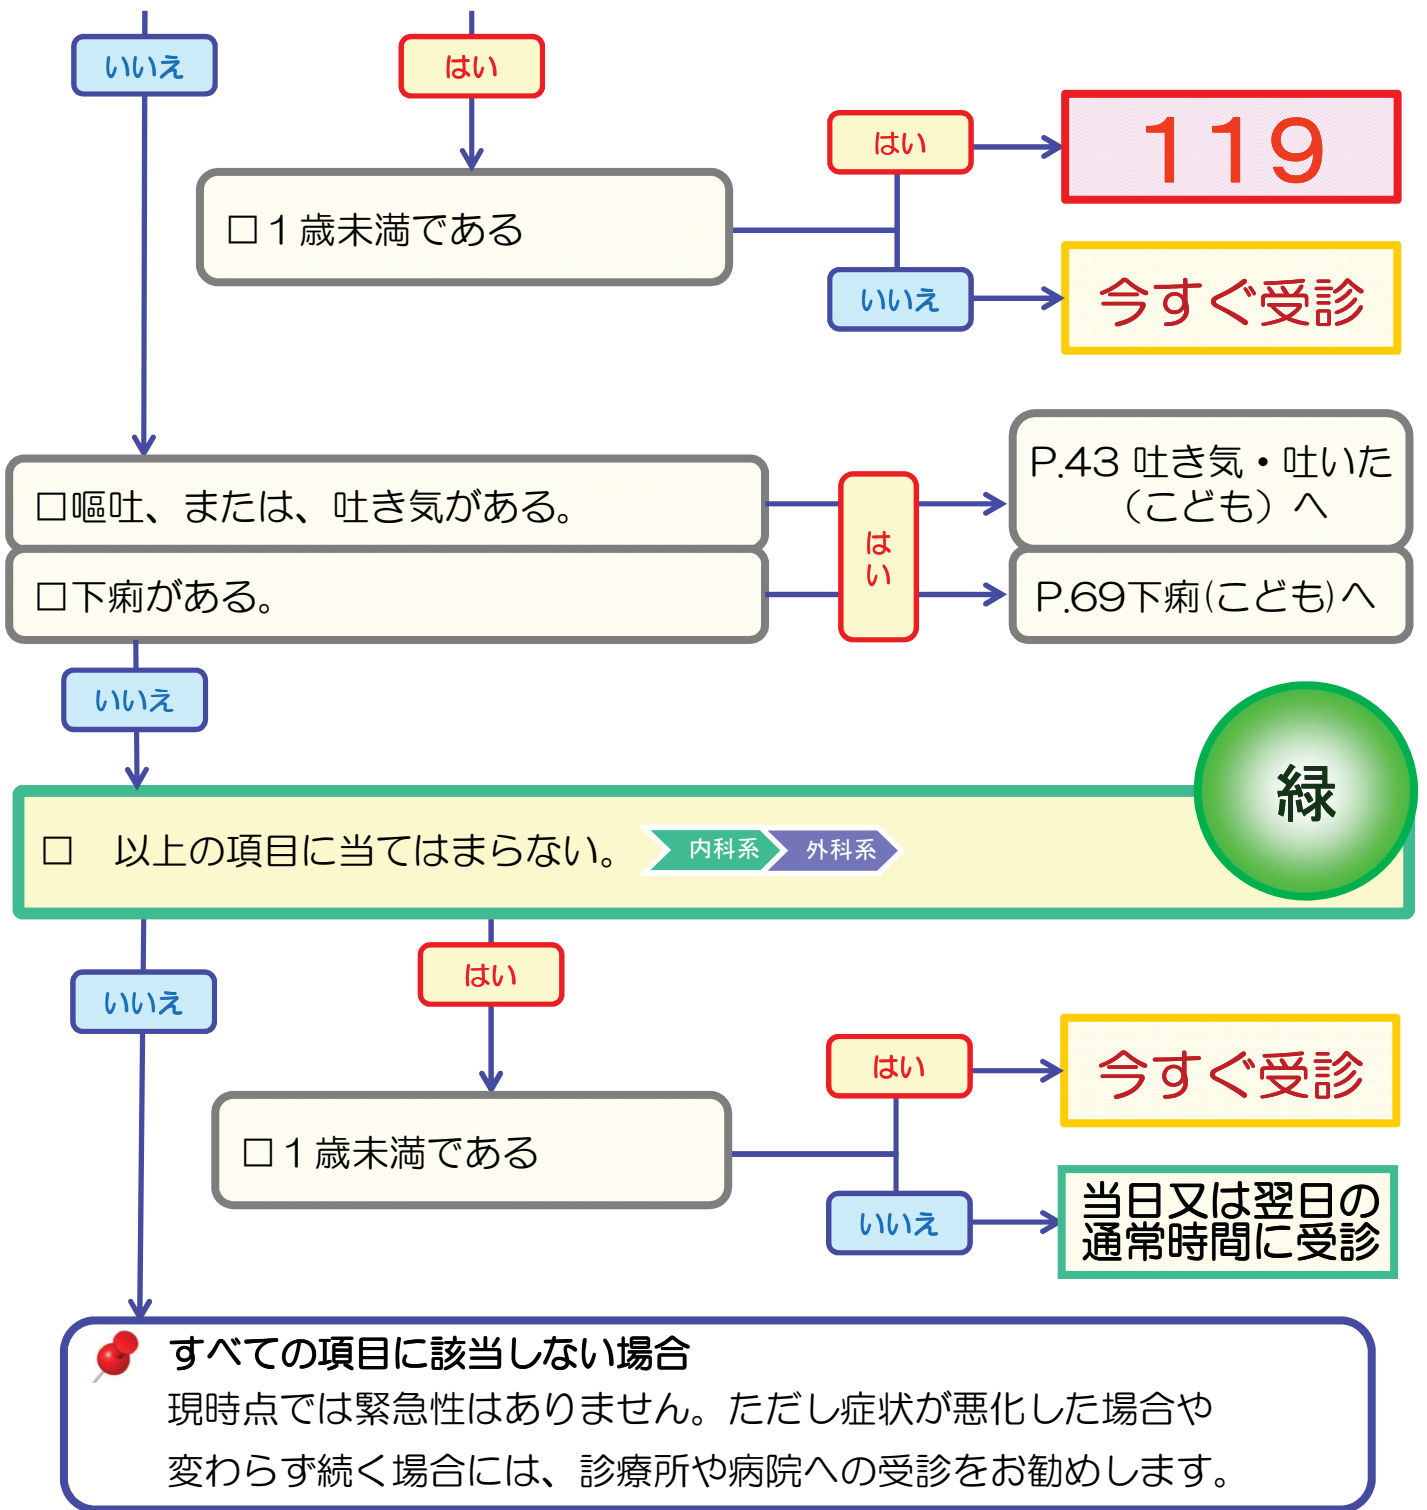 いいえ
はい
はい
119
□１歳未満である
いいえ
今すぐ受診
□嘔吐、または、吐き気がある。
はい
P.43 吐き気・吐いた
（こども）へ
□下痢がある。
P.69下痢(こども)へ
いいえ
緑
□　以上の項目に当てはまらない。
内科系
外科系
はい
いいえ
はい
今すぐ受診
□１歳未満である
いいえ
当日又は翌日の
通常時間に受診
すべての項目に該当しない場合
現時点では緊急性はありません。ただし症状が悪化した場合や
変わらず続く場合には、診療所や病院への受診をお勧めします。